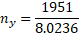 n_y = 1951 / 8.0236